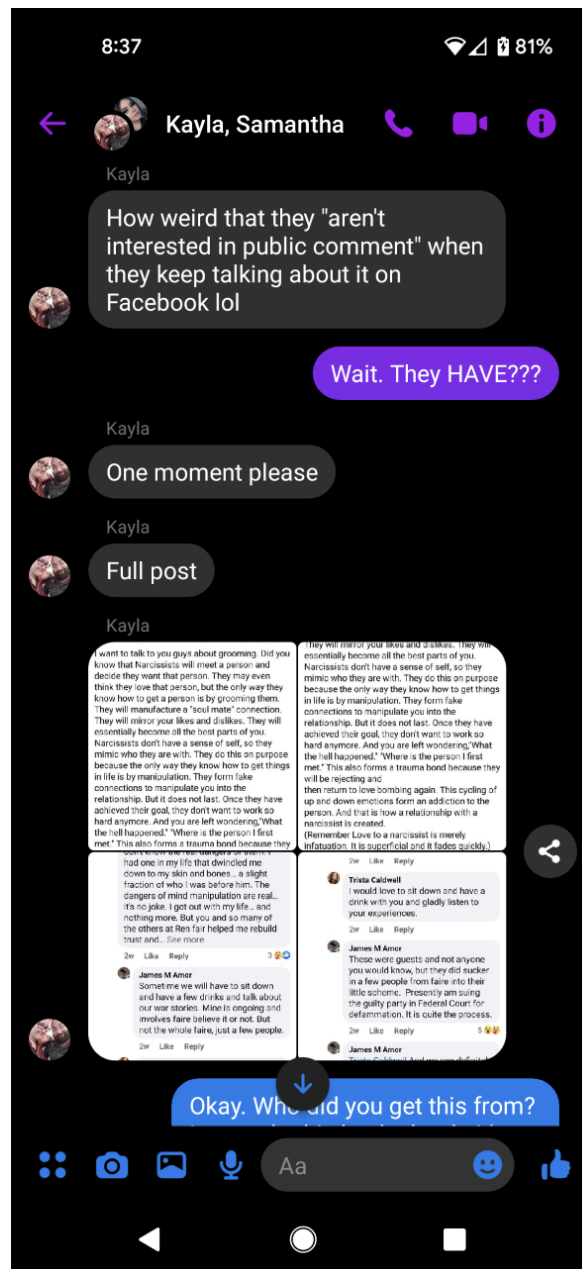 8:37
81%
Kayla, Samantha
Kayla
How weird that they "aren't
interested in public comment" when
they keep talking about it on
Facebook lol
Wait. They HAVE???
Kayla
One moment please
Kayla
Full post
Kayla
I want to talk to you guys about grooming. Did you
know that Narcissists will meet a person and
decide they want that person. They may even
think they love that person, but the only way they
know how to get a person is by grooming them.
They will manufacture a "soul mate" connection.
They will mirror your likes and dislikes. They will
essentially become all the best parts of you.
Narcissists don't have a sense of self, so they
mimic who they are with. They do this on purpose
because the only way they know how to get things
in life is by manipulation. They form fake
connections to manipulate you into the
relationship. But it does not last. Once they have
achieved their goal, they don't want to work so
hard anymore. And you are left wondering,"What
the hell happened." "Where is the person I first
met." This also forms a trauma bond because they
They will mirror your likes and dislikes. They will
essentially become all the best parts of you.
Narcissists don't have a sense of self, so they
mimic who they are with. They do this on purpose
because the only way they know how to get things
in life is by manipulation. They form fake
connections to manipulate you into the
relationship. But it does not last. Once they have
achieved their goal, they don't want to work so
hard anymore. And you are left wondering,"What
the hell happened." "Where is the person I first
met." This also forms a trauma bond because they
will be rejecting and
then return to love bombing again. This cycling of
up and down emotions form an addiction to the
person. And that is how a relationship with a
narcissist is created.
(Remember Love to a narcissist is merely
infatuation. It is superficial and it fades quickly.)
don't know the real dangers of them. I
had one in my life that dwindled me
down to my skin and bones... a slight
fraction of who I was before him. The
dangers of mind manipulation are real...
it's no joke. I got out with my life... and
nothing more. But you and so many of
the others at Ren fair helped me rebuild
trust and... See more
2w Like Reply 3
James M Amor
Sometime we will have to sit down
and have a few drinks and talk about
our war stories. Mine is ongoing and
involves faire believe it or not. But
not the whole faire, just a few people.
2w Like Reply
2w Like Reply
Trista Caldwell
I would love to sit down and have a
drink with you and gladly listen to
your experiences.
2w Like Reply
James M Amor
These were guests and not anyone
you would know, but they did sucker
in a few people from faire into their
little scheme. Presently am suing
the guilty party in Federal Court for
defammation. It is quite the process.
2w Like Reply 5
James M Amor
Trista Caldwell And we can definitel
Okay. Who did you get this from?
Aa